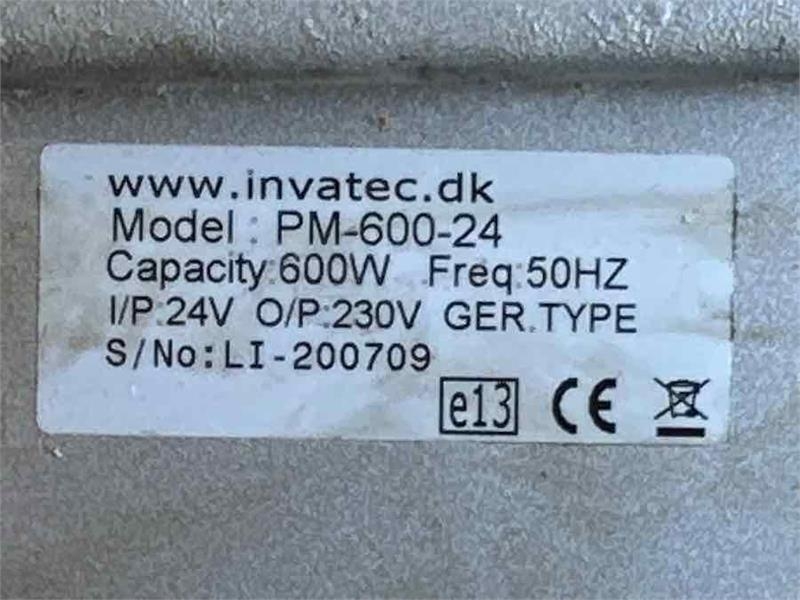 www.invatec.dk
Model : PM-600-24
Capacity:600W Freq:50HZ
I/P:24V O/P:230V GER.TYPE
S/No:LI-200709
e13 CE